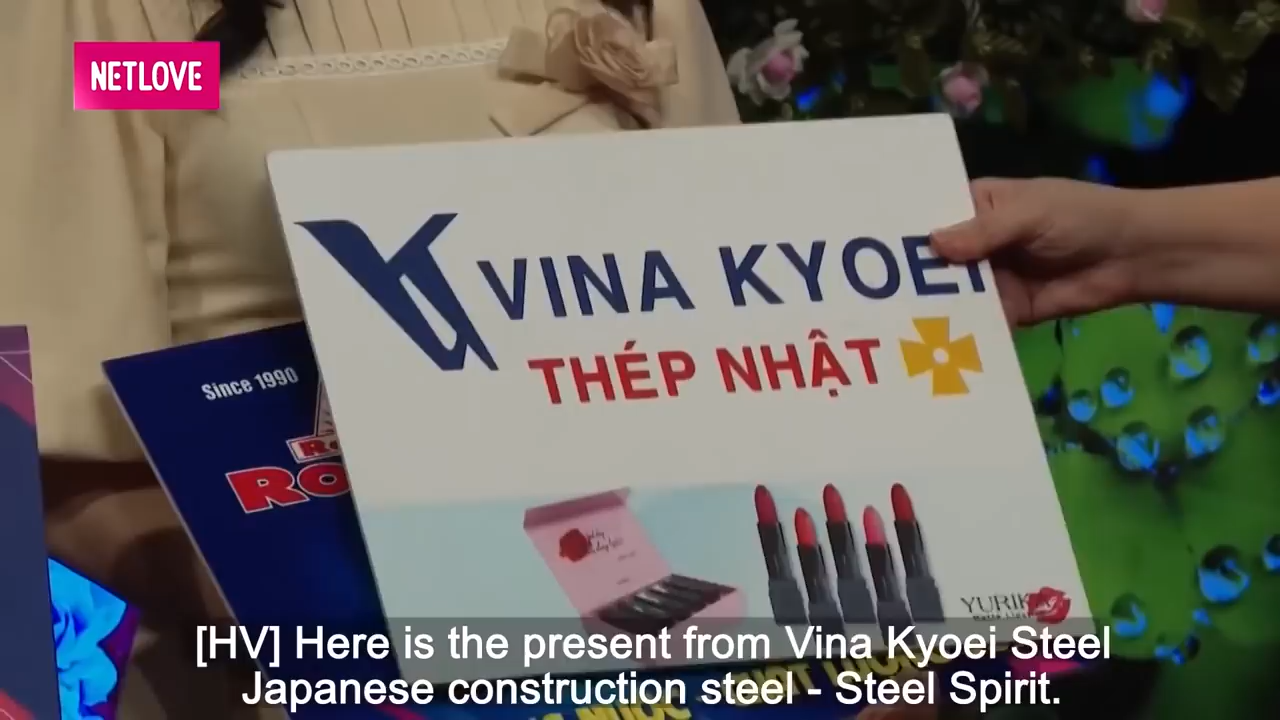 NETLOVE
VINA KYOEI
THÉP NHẬT
Since 1990
RO
YURIK
[HV] Here is the present from Vina Kyoei Steel
Japanese construction steel - Steel Spirit.